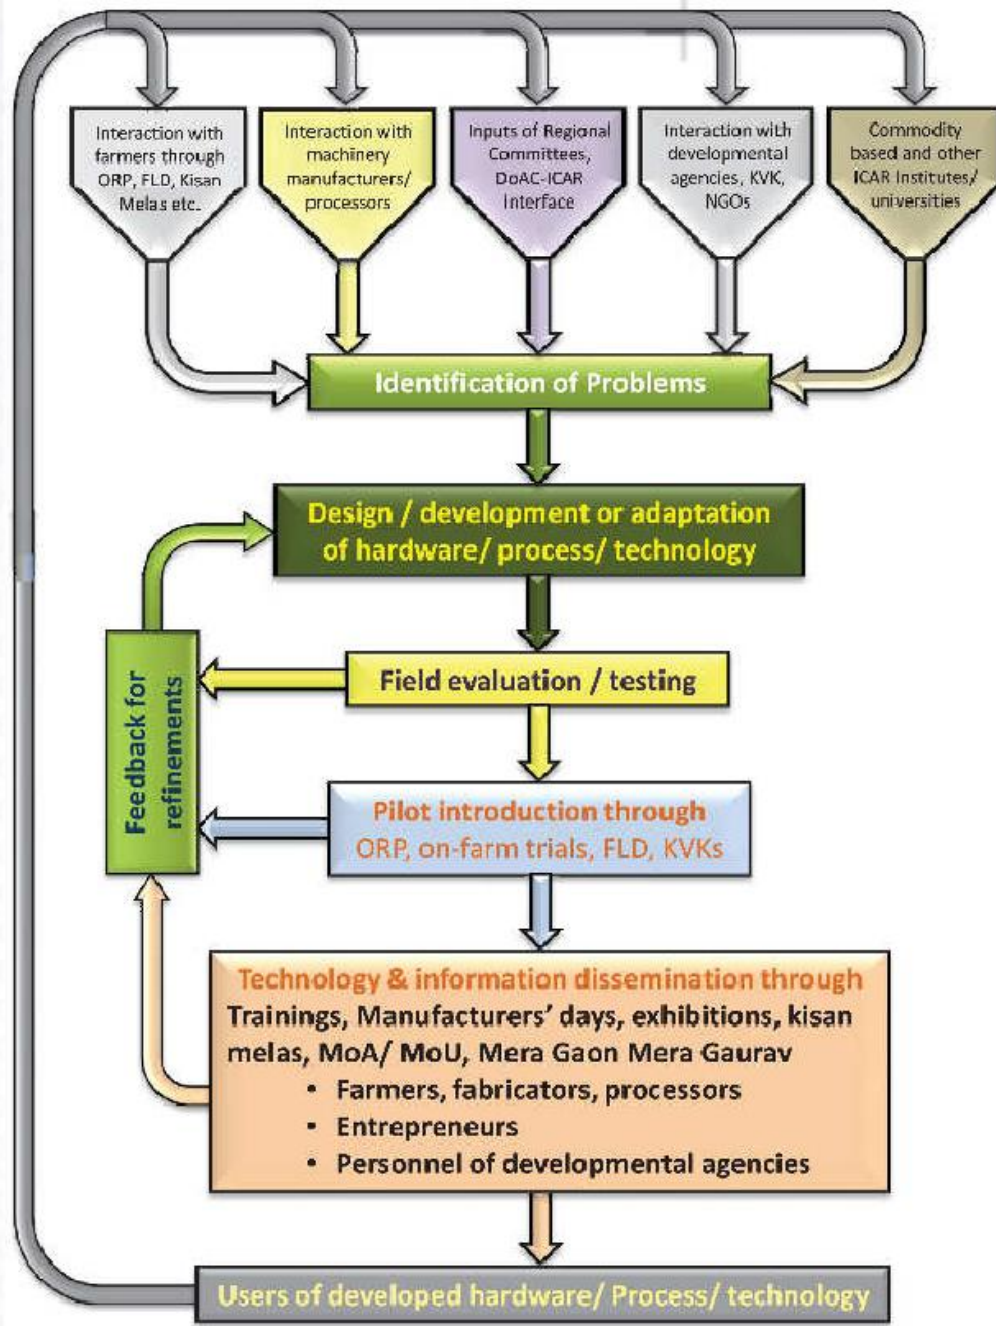 Interaction with
farmers through
ORP, FLD, Kisan
Melas etc.
Interaction with
machinery
manufacturers/
processors
Inputs of Regional
Committees,
DoAC-ICAR
Interface
Interaction with
developmental
agencies, KVK,
NGOs
Commodity
based and other
ICAR Institutes/
universities
Identification of Problems
Design / development or adaptation
of hardware/ process/ technology
Feedback for
refinements
Field evaluation / testing
Pilot introduction through
ORP, on-farm trials, FLD, KVKs
Technology & information dissemination through
Trainings, Manufacturers’ days, exhibitions, kisan
melas, MoA/ MoU, Mera Gaon Mera Gaurav
• Farmers, fabricators, processors
• Entrepreneurs
• Personnel of developmental agencies
Users of developed hardware/ Process/ technology